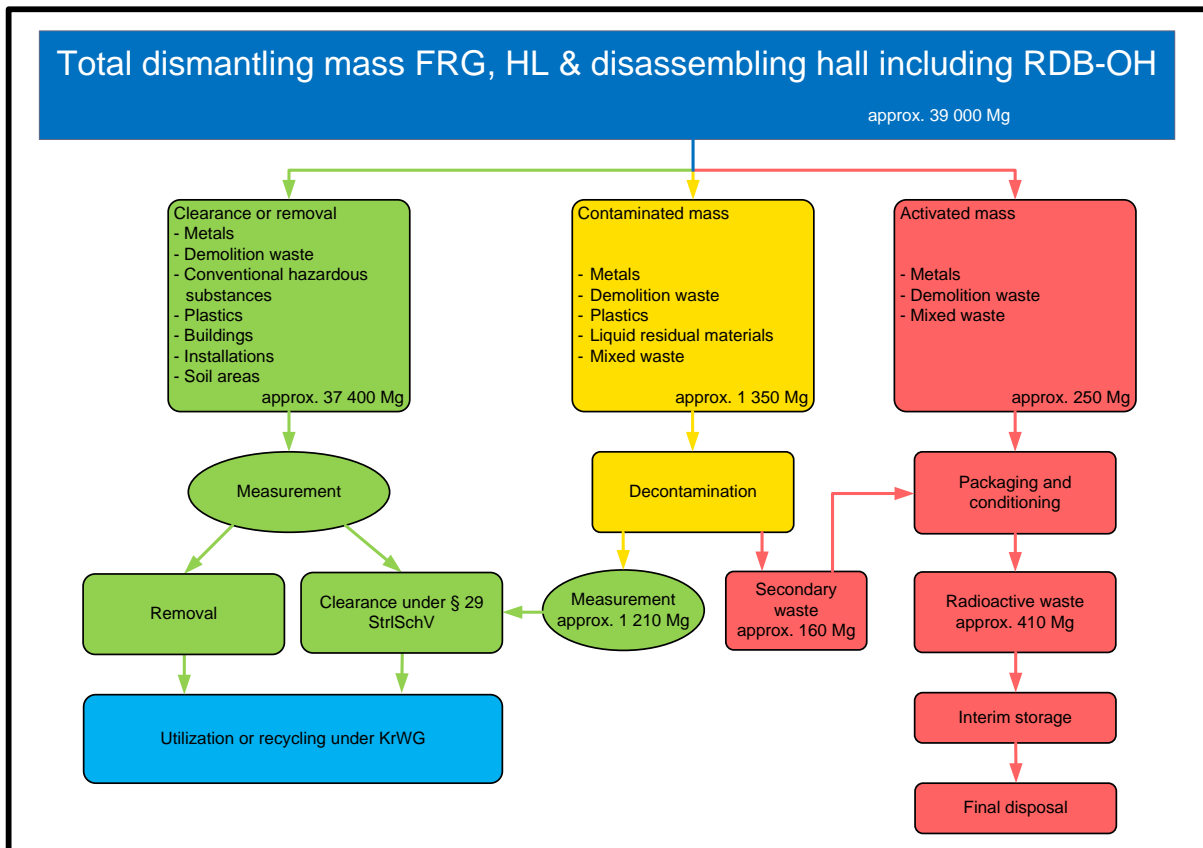 Total dismantling mass FRG, HL & disassembling hall including RDB-OH
approx. 39 000 Mg
Clearance or removal
- Metals
- Demolition waste
- Conventional hazardous
substances
- Plastics
- Buildings
- Installations
- Soil areas
approx. 37 400 Mg
Contaminated mass
- Metals
- Demolition waste
- Plastics
- Liquid residual materials
- Mixed waste
approx. 1 350 Mg
Activated mass
- Metals
- Demolition waste
- Mixed waste
approx. 250 Mg
Measurement
Decontamination
Packaging and
conditioning
Removal
Clearance under § 29
StrlSchV
Measurement
approx. 1 210 Mg
Secondary
waste
approx. 160 Mg
Radioactive waste
approx. 410 Mg
Utilization or recycling under KrWG
Interim storage
Final disposal